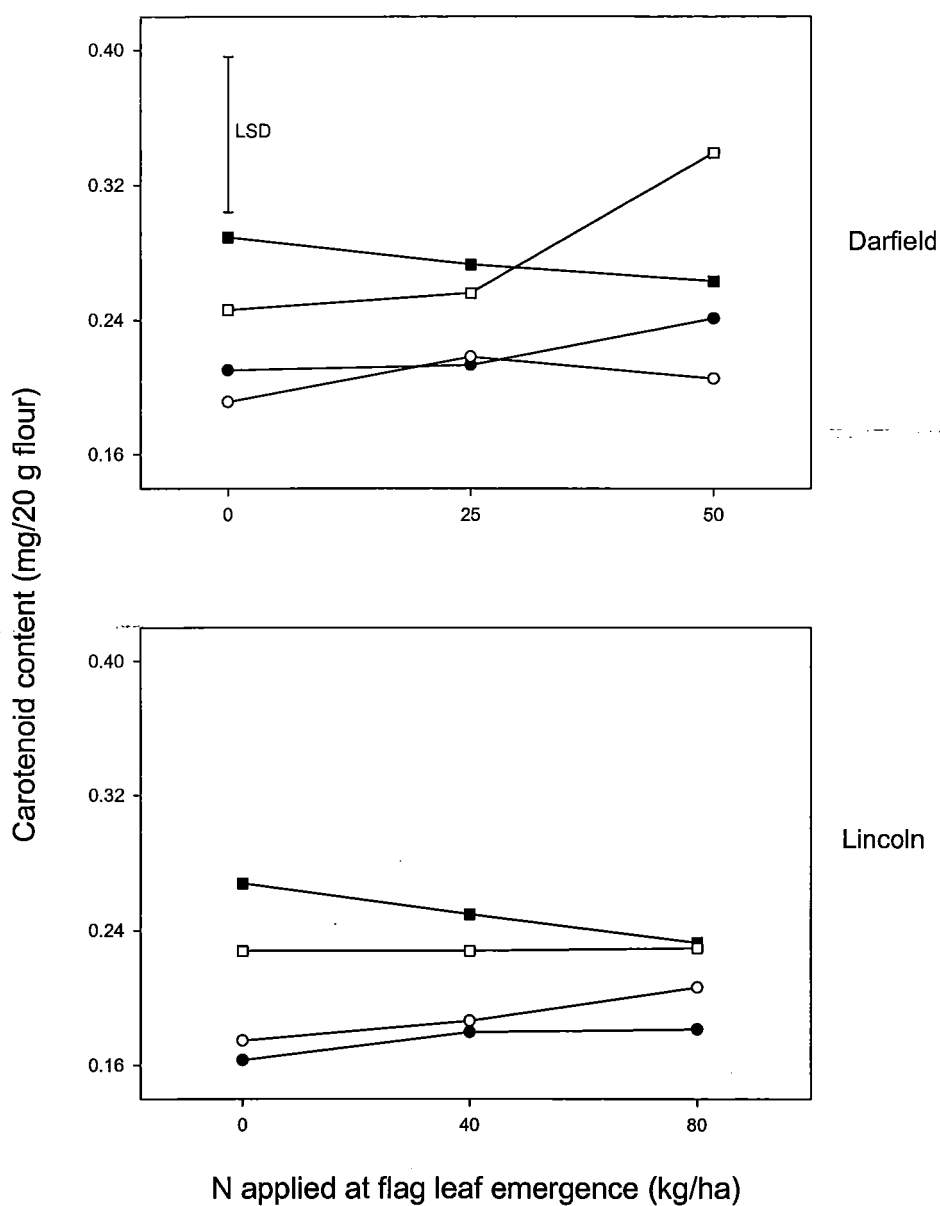 0.40
LSD
0.32
Darfield
0.24
0.16
0
25
50
Carotenoid content (mg/20 g flour)
0.40
0.32
Lincoln
0.24
0.16
0
40
80
N applied at flag leaf emergence (kg/ha)